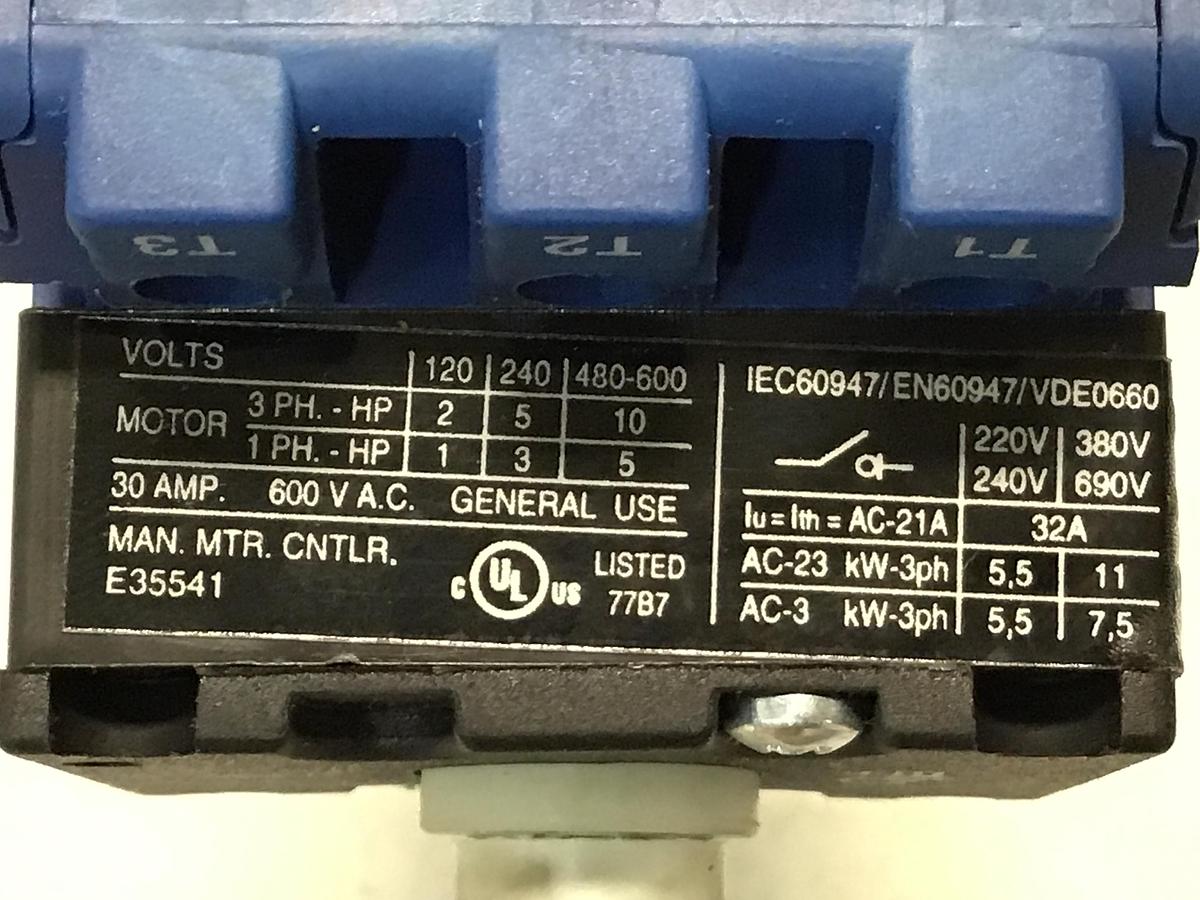 T3 T2 T1
VOLTS 120 240 480-600
MOTOR 3 PH. - HP 2 5 10
1 PH. - HP 1 3 5
30 AMP. 600 V A.C. GENERAL USE
MAN. MTR. CNTLR.
E35541
C UL US
LISTED
77B7
IEC60947/EN60947/VDE0660
220V 380V
240V 690V
Iu = Ith = AC-21A 32A
AC-23 kW-3ph 5,5 11
AC-3 kW-3ph 5,5 7,5